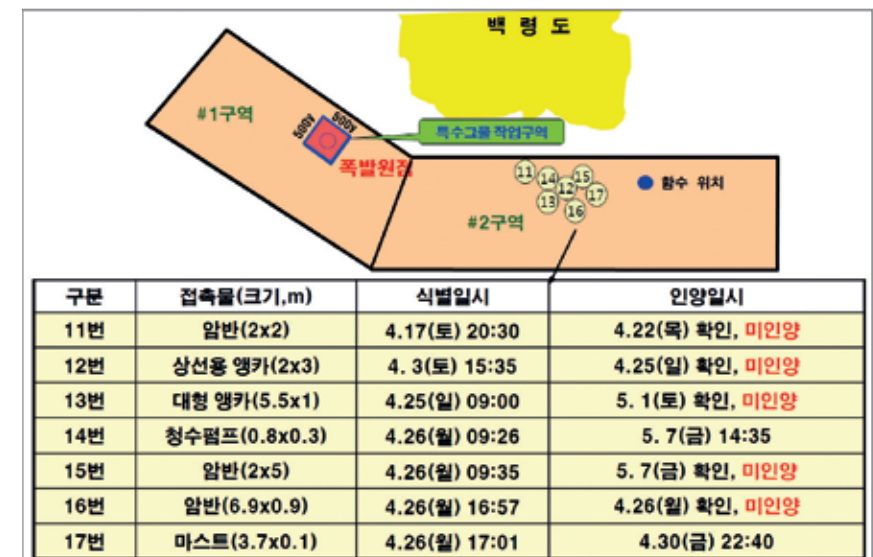 백 령 도
#1구역
500Y 500Y
특수그물 작업구역
폭발원점
11 14 15
12 17
13 16
함수 위치
#2구역
구분 접촉물(크기,m) 식별일시 인양일시
11번 암반(2x2) 4.17(토) 20:30 4.22(목) 확인, 미인양
12번 상선용 앵카(2x3) 4. 3(토) 15:35 4.25(일) 확인, 미인양
13번 대형 앵카(5.5x1) 4.25(일) 09:00 5. 1(토) 확인, 미인양
14번 청수펌프(0.8x0.3) 4.26(월) 09:26 5. 7(금) 14:35
15번 암반(2x5) 4.26(월) 09:35 5. 7(금) 확인, 미인양
16번 암반(6.9x0.9) 4.26(월) 16:57 4.26(월) 확인, 미인양
17번 마스트(3.7x0.1) 4.26(월) 17:01 4.30(금) 22:40